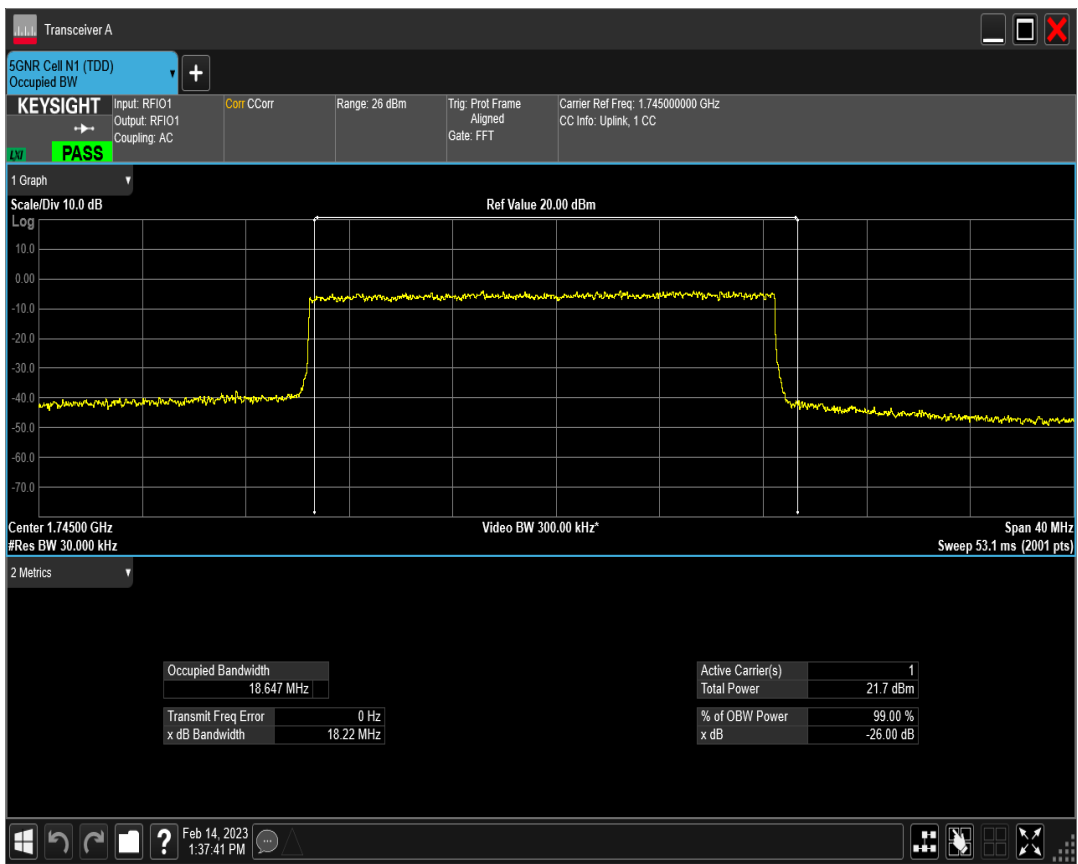 Transceiver A
5GNR Cell N1 (TDD)
Occupied BW
+
KEYSIGHT
Input: RFIO1
Output: RFIO1
Coupling: AC
LXI
PASS
Corr CCorr
Range: 26 dBm
Trig: Prot Frame
Aligned
Gate: FFT
Carrier Ref Freq: 1.745000000 GHz
CC Info: Uplink, 1 CC
1 Graph
Scale/Div 10.0 dB
Ref Value 20.00 dBm
Log
10.0
0.00
-10.0
-20.0
-30.0
-40.0
-50.0
-60.0
-70.0
Center 1.74500 GHz
Video BW 300.00 kHz*
Span 40 MHz
#Res BW 30.000 kHz
Sweep 53.1 ms (2001 pts)
2 Metrics
Occupied Bandwidth
18.647 MHz
Transmit Freq Error 0 Hz
x dB Bandwidth 18.22 MHz
Active Carrier(s) 1
Total Power 21.7 dBm
% of OBW Power 99.00 %
x dB -26.00 dB
?
Feb 14, 2023
1:37:41 PM